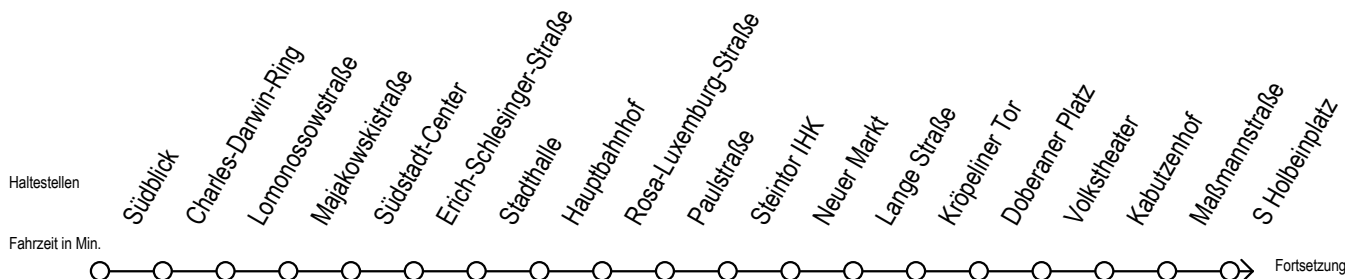 Haltestellen
Südblick
Charles-Darwin-Ring
Lomonossowstraße
Majakowskistraße
Südstadt-Center
Erich-Schlesinger-Straße
Stadthalle
Hauptbahnhof
Rosa-Luxemburg-Straße
Paulstraße
Steintor IHK
Neuer Markt
Lange Straße
Kröpeliner Tor
Doberaner Platz
Volkstheater
Kabutzenhof
Maßmannstraße
S Holbeinplatz
Fahrzeit in Min.
Fortsetzung